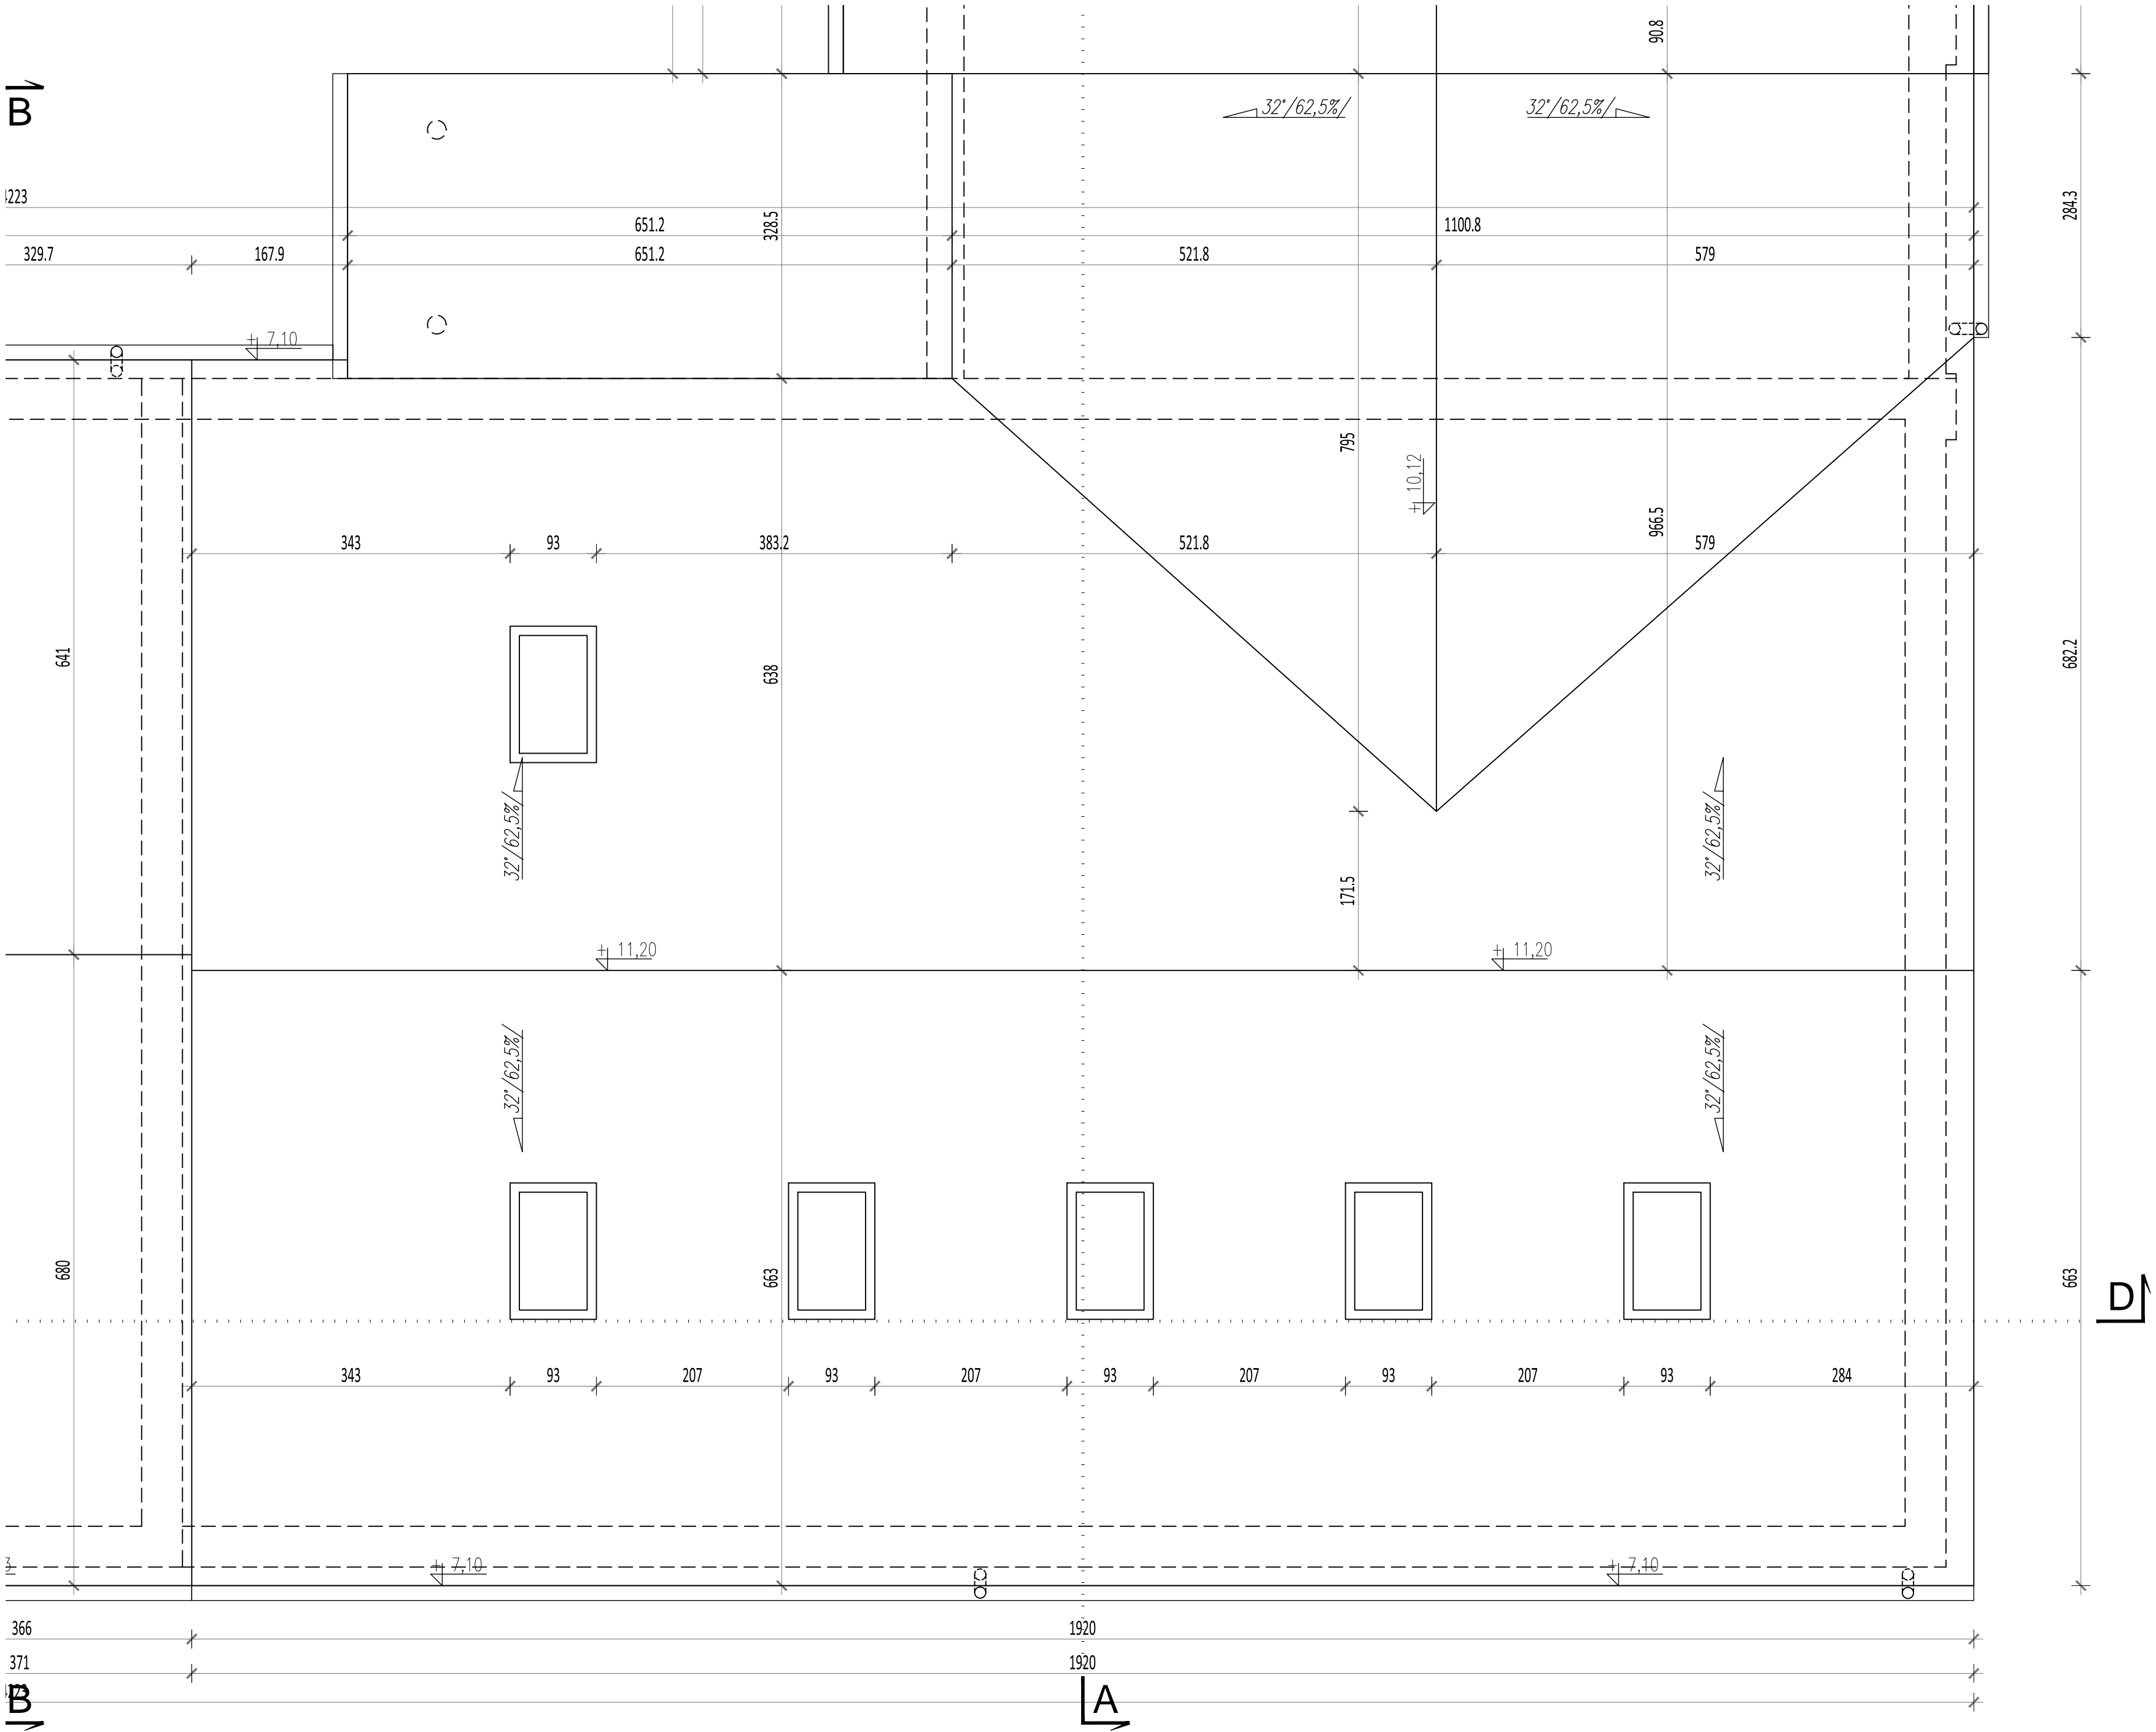 90.8
B
32°/62,5%/ 32°/62,5%/
4223
284.3
328.5
651.2 1100.8
329.7 167.9 651.2 521.8 579
+ 7,10
795
+ 10,12
966.5
343 93 383.2 521.8 579
641
638
682.2
32°/62,5%/ 32°/62,5%/
171.5
+ 11,20 + 11,20
32°/62,5%/ 32°/62,5%/
680
663
663
D
343 93 207 93 207 93 207 93 207 93 284
3
+ 7,10 + 7,10
366 1920
371 1920
B
A